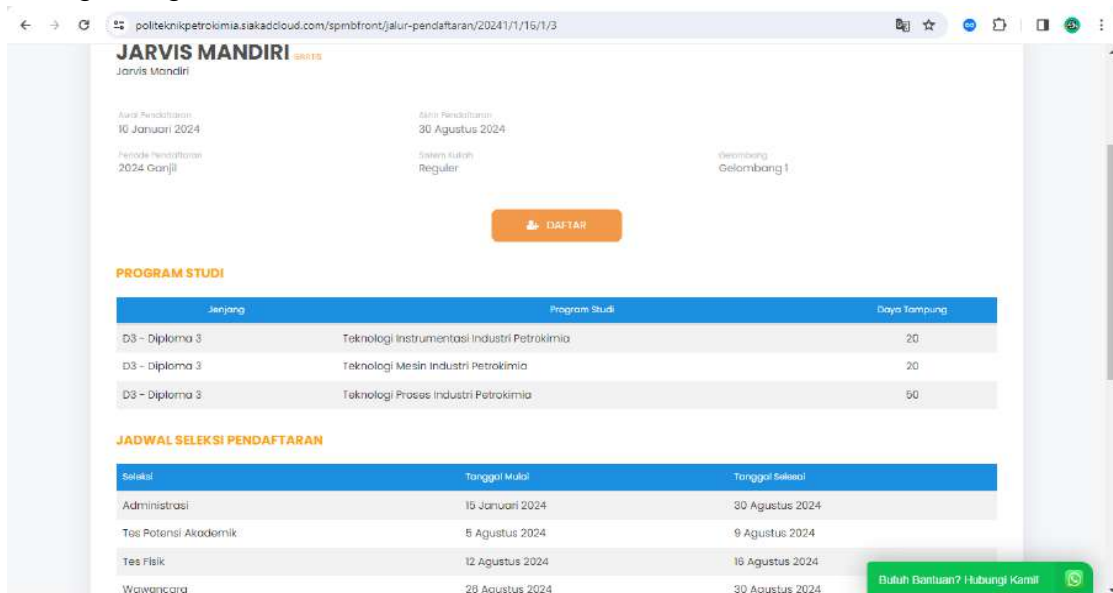 politeknikpetrokimia.siakadcloud.com/spmbfront/jalur-pendaftaran/20241/1/16/1/3
JARVIS MANDIRI
Jarvis Mandiri
Awal Pendaftaran Akhir Pendaftaran
10 Januari 2024 30 Agustus 2024
Periode Pendaftaran Sistem Kuliah Gelombang
2024 Ganjil Reguler Gelombang 1
DAFTAR
PROGRAM STUDI
Jenjang Program Studi Daya Tampung
D3 - Diploma 3 Teknologi Instrumentasi Industri Petrokimia 20
D3 - Diploma 3 Teknologi Mesin Industri Petrokimia 20
D3 - Diploma 3 Teknologi Proses Industri Petrokimia 50
JADWAL SELEKSI PENDAFTARAN
Seleksi Tanggal Mulai Tanggal Selesai
Administrasi 15 Januari 2024 30 Agustus 2024
Tes Potensi Akademik 5 Agustus 2024 9 Agustus 2024
Tes Fisik 12 Agustus 2024 16 Agustus 2024
Wawancara 26 Agustus 2024 30 Agustus 2024
Butuh Bantuan? Hubungi Kami!